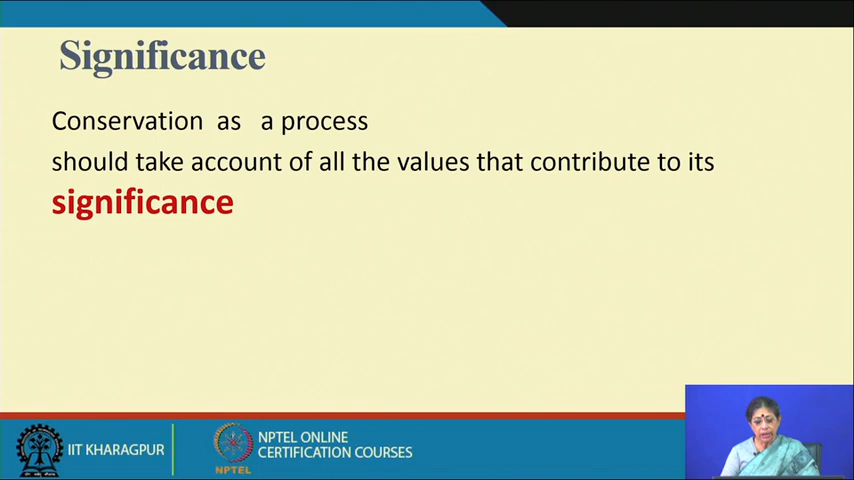 Significance
Conservation as a process
should take account of all the values that contribute to its
significance
IIT KHARAGPUR
NPTEL
NPTEL ONLINE
CERTIFICATION COURSES